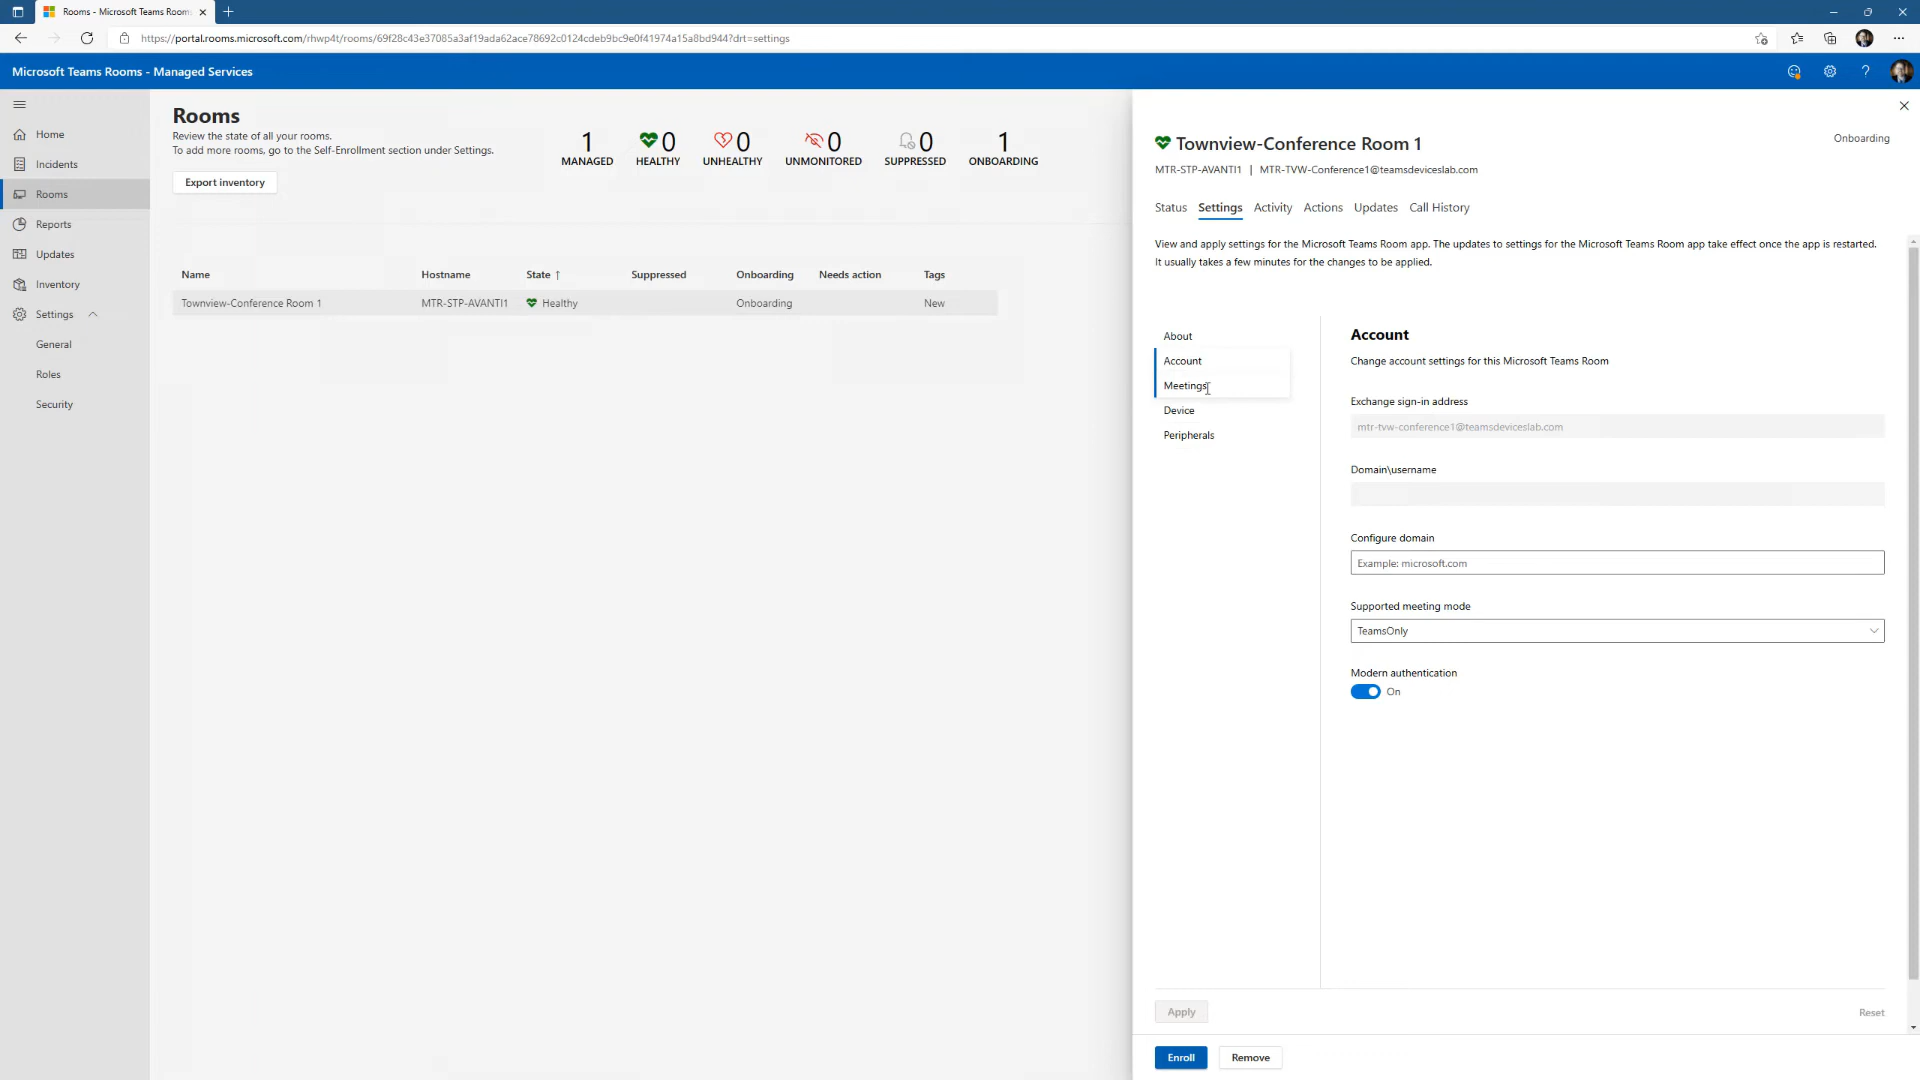 Rooms - Microsoft Teams Rooms
https://portal.rooms.microsoft.com/rhwp4t/rooms/69f28c43e37085a3af19ada62ace78692c0124cdeb9bc9e0f41974a15a8bd944?drt=settings
Microsoft Teams Rooms - Managed Services
Home
Incidents
Rooms
Reports
Updates
Inventory
Settings
General
Roles
Security
Rooms
Review the state of all your rooms.
To add more rooms, go to the Self-Enrollment section under Settings.
Export inventory
1
MANAGED
0
HEALTHY
0
UNHEALTHY
0
UNMONITORED
0
SUPPRESSED
1
ONBOARDING
Name Hostname State ↑ Suppressed Onboarding Needs action Tags
Townview-Conference Room 1 MTR-STP-AVANTI1 Healthy Onboarding New
Townview-Conference Room 1
Onboarding
MTR-STP-AVANTI1 | MTR-TVW-Conference1@teamsdeviceslab.com
Status Settings Activity Actions Updates Call History
View and apply settings for the Microsoft Teams Room app. The updates to settings for the Microsoft Teams Room app take effect once the app is restarted.
It usually takes a few minutes for the changes to be applied.
About
Account
Meetings
Device
Peripherals
Account
Change account settings for this Microsoft Teams Room
Exchange sign-in address
mtr-tvw-conference1@teamsdeviceslab.com
Domain\username
Configure domain
Example: microsoft.com
Supported meeting mode
TeamsOnly
Modern authentication
On
Apply
Reset
Enroll
Remove